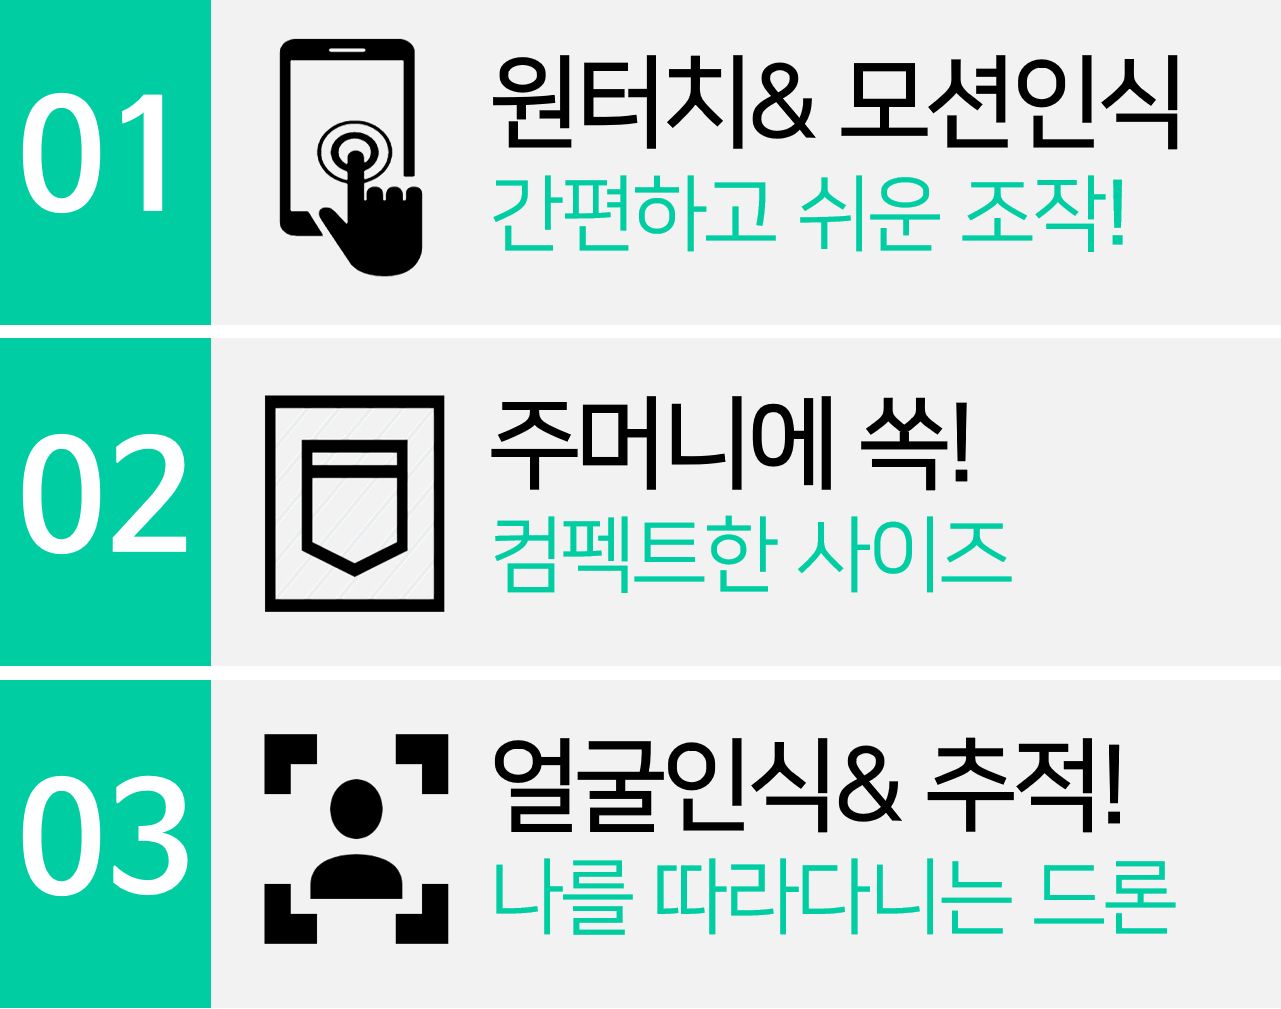 01
원터치& 모션인식
간편하고 쉬운 조작!
02
주머니에 쏙!
컴펙트한 사이즈
03
얼굴인식& 추적!
나를 따라다니는 드론